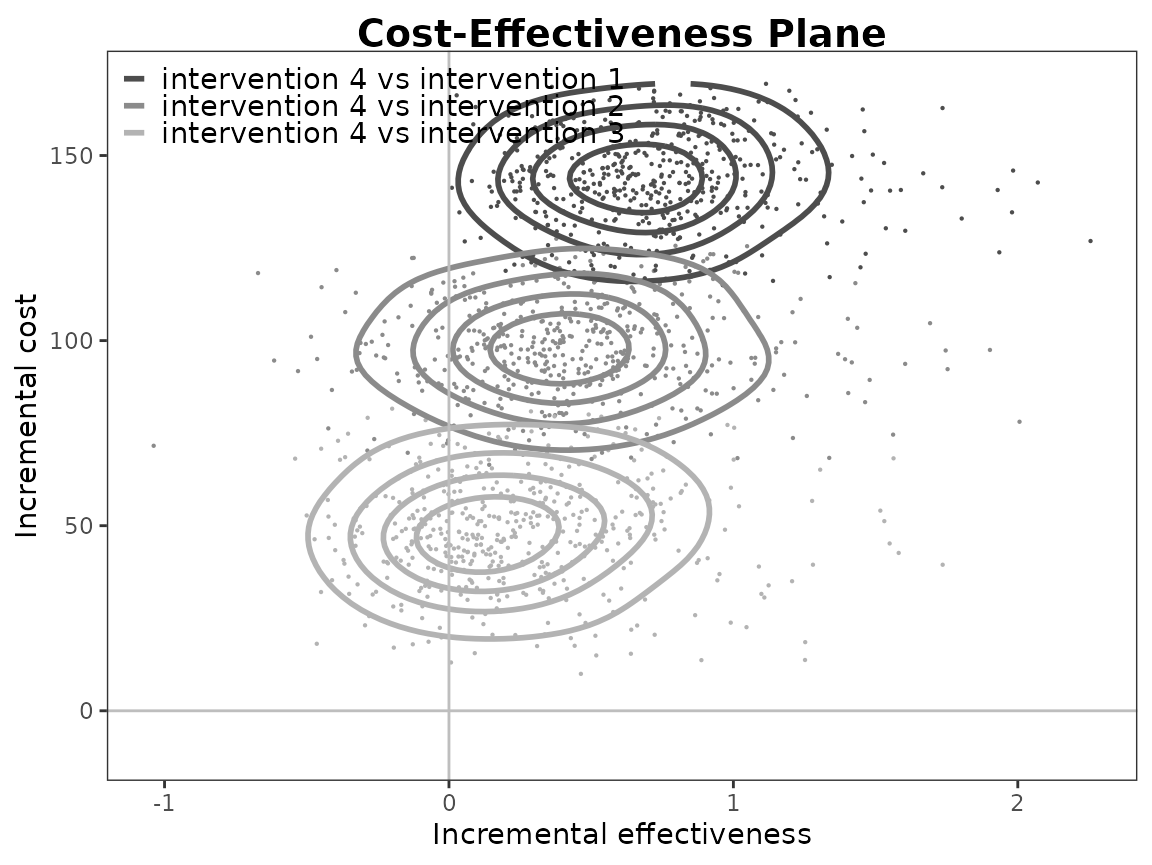 Cost-Effectiveness Plane
intervention 4 vs intervention 1
intervention 4 vs intervention 2
intervention 4 vs intervention 3
150
100
50
0
Incremental cost
-1 0 1 2
Incremental effectiveness